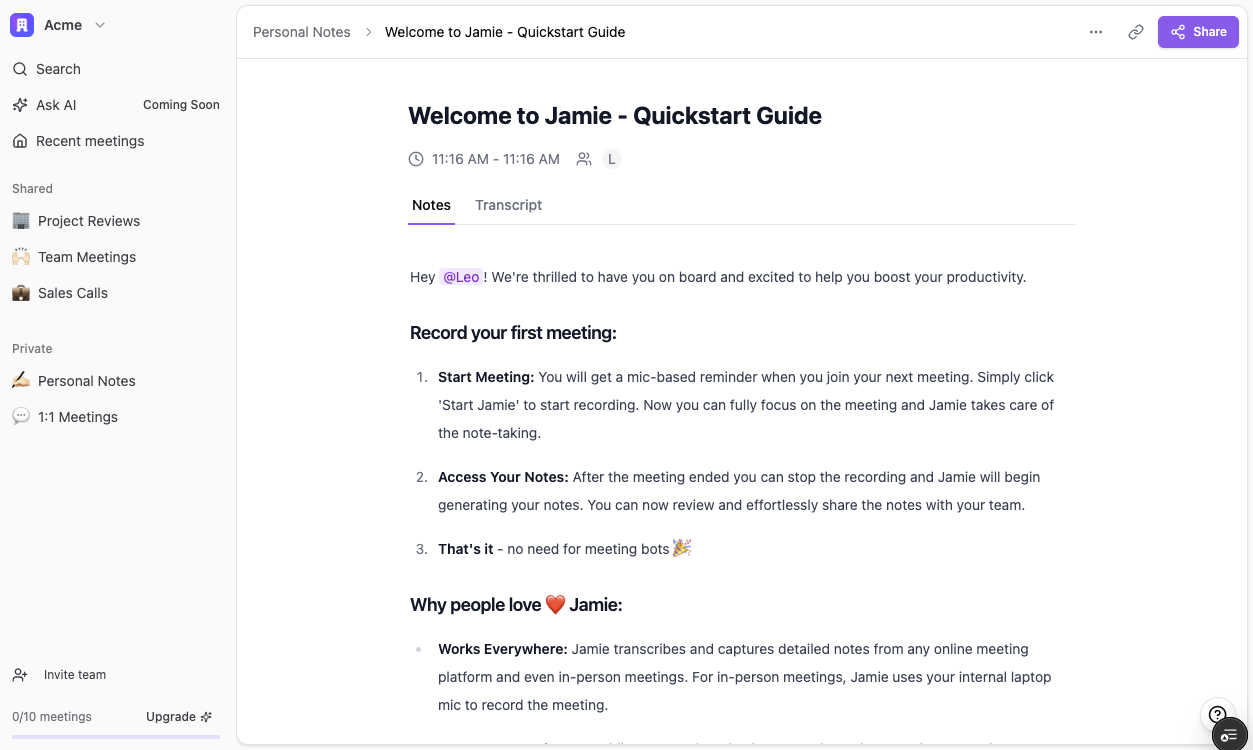 Acme
Search
Ask AI Coming Soon
Recent meetings
Shared
Project Reviews
Team Meetings
Sales Calls
Private
Personal Notes
1:1 Meetings
Invite team
0/10 meetings Upgrade
Personal Notes > Welcome to Jamie - Quickstart Guide
Share
Welcome to Jamie - Quickstart Guide
11:16 AM - 11:16 AM L
Notes Transcript
Hey @Leo! We're thrilled to have you on board and excited to help you boost your productivity.
Record your first meeting:
1. Start Meeting: You will get a mic-based reminder when you join your next meeting. Simply click
'Start Jamie' to start recording. Now you can fully focus on the meeting and Jamie takes care of
the note-taking.
2. Access Your Notes: After the meeting ended you can stop the recording and Jamie will begin
generating your notes. You can now review and effortlessly share the notes with your team.
3. That's it - no need for meeting bots 🎉
Why people love ❤️ Jamie:
• Works Everywhere: Jamie transcribes and captures detailed notes from any online meeting
platform and even in-person meetings. For in-person meetings, Jamie uses your internal laptop
mic to record the meeting.